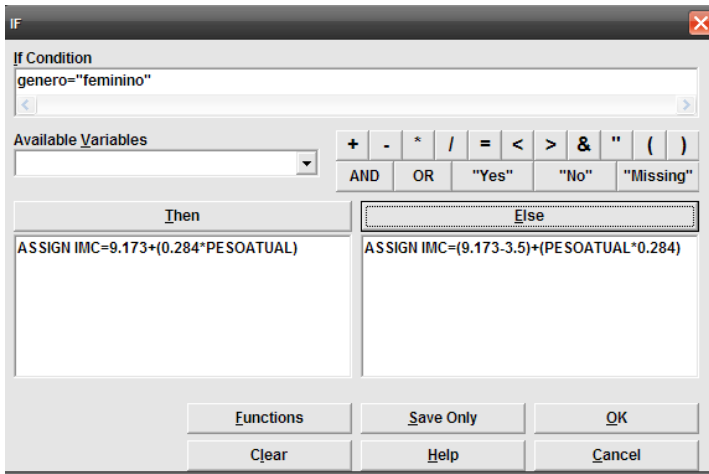 IF
If Condition
genero="feminino"
Available Variables
+ - * / = < > & " ( )
AND OR "Yes" "No" "Missing"
Then
Else
ASSIGN IMC=9.173+(0.284*PESOATUAL)
ASSIGN IMC=(9.173-3.5)+(PESOATUAL*0.284)
Functions
Save Only
OK
Clear
Help
Cancel